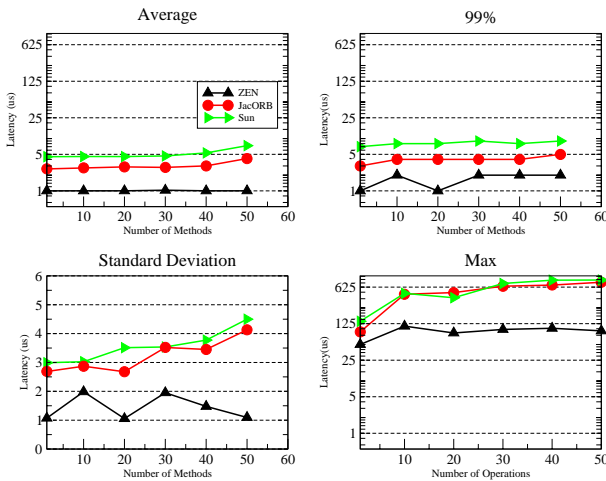 Average
625
125
25
5
1
Latency (us)
ZEN
JacORB
Sun
10 20 30 40 50 60
Number of Methods
99%
625
125
25
5
1
Latency(us)
10 20 30 40 50 60
Number of Methods
Standard Deviation
6
5
4
3
2
1
0
Latency (us)
10 20 30 40 50 60
Number of Methods
Max
625
125
25
5
1
Latency(us)
10 20 30 40 50
Number of Operations